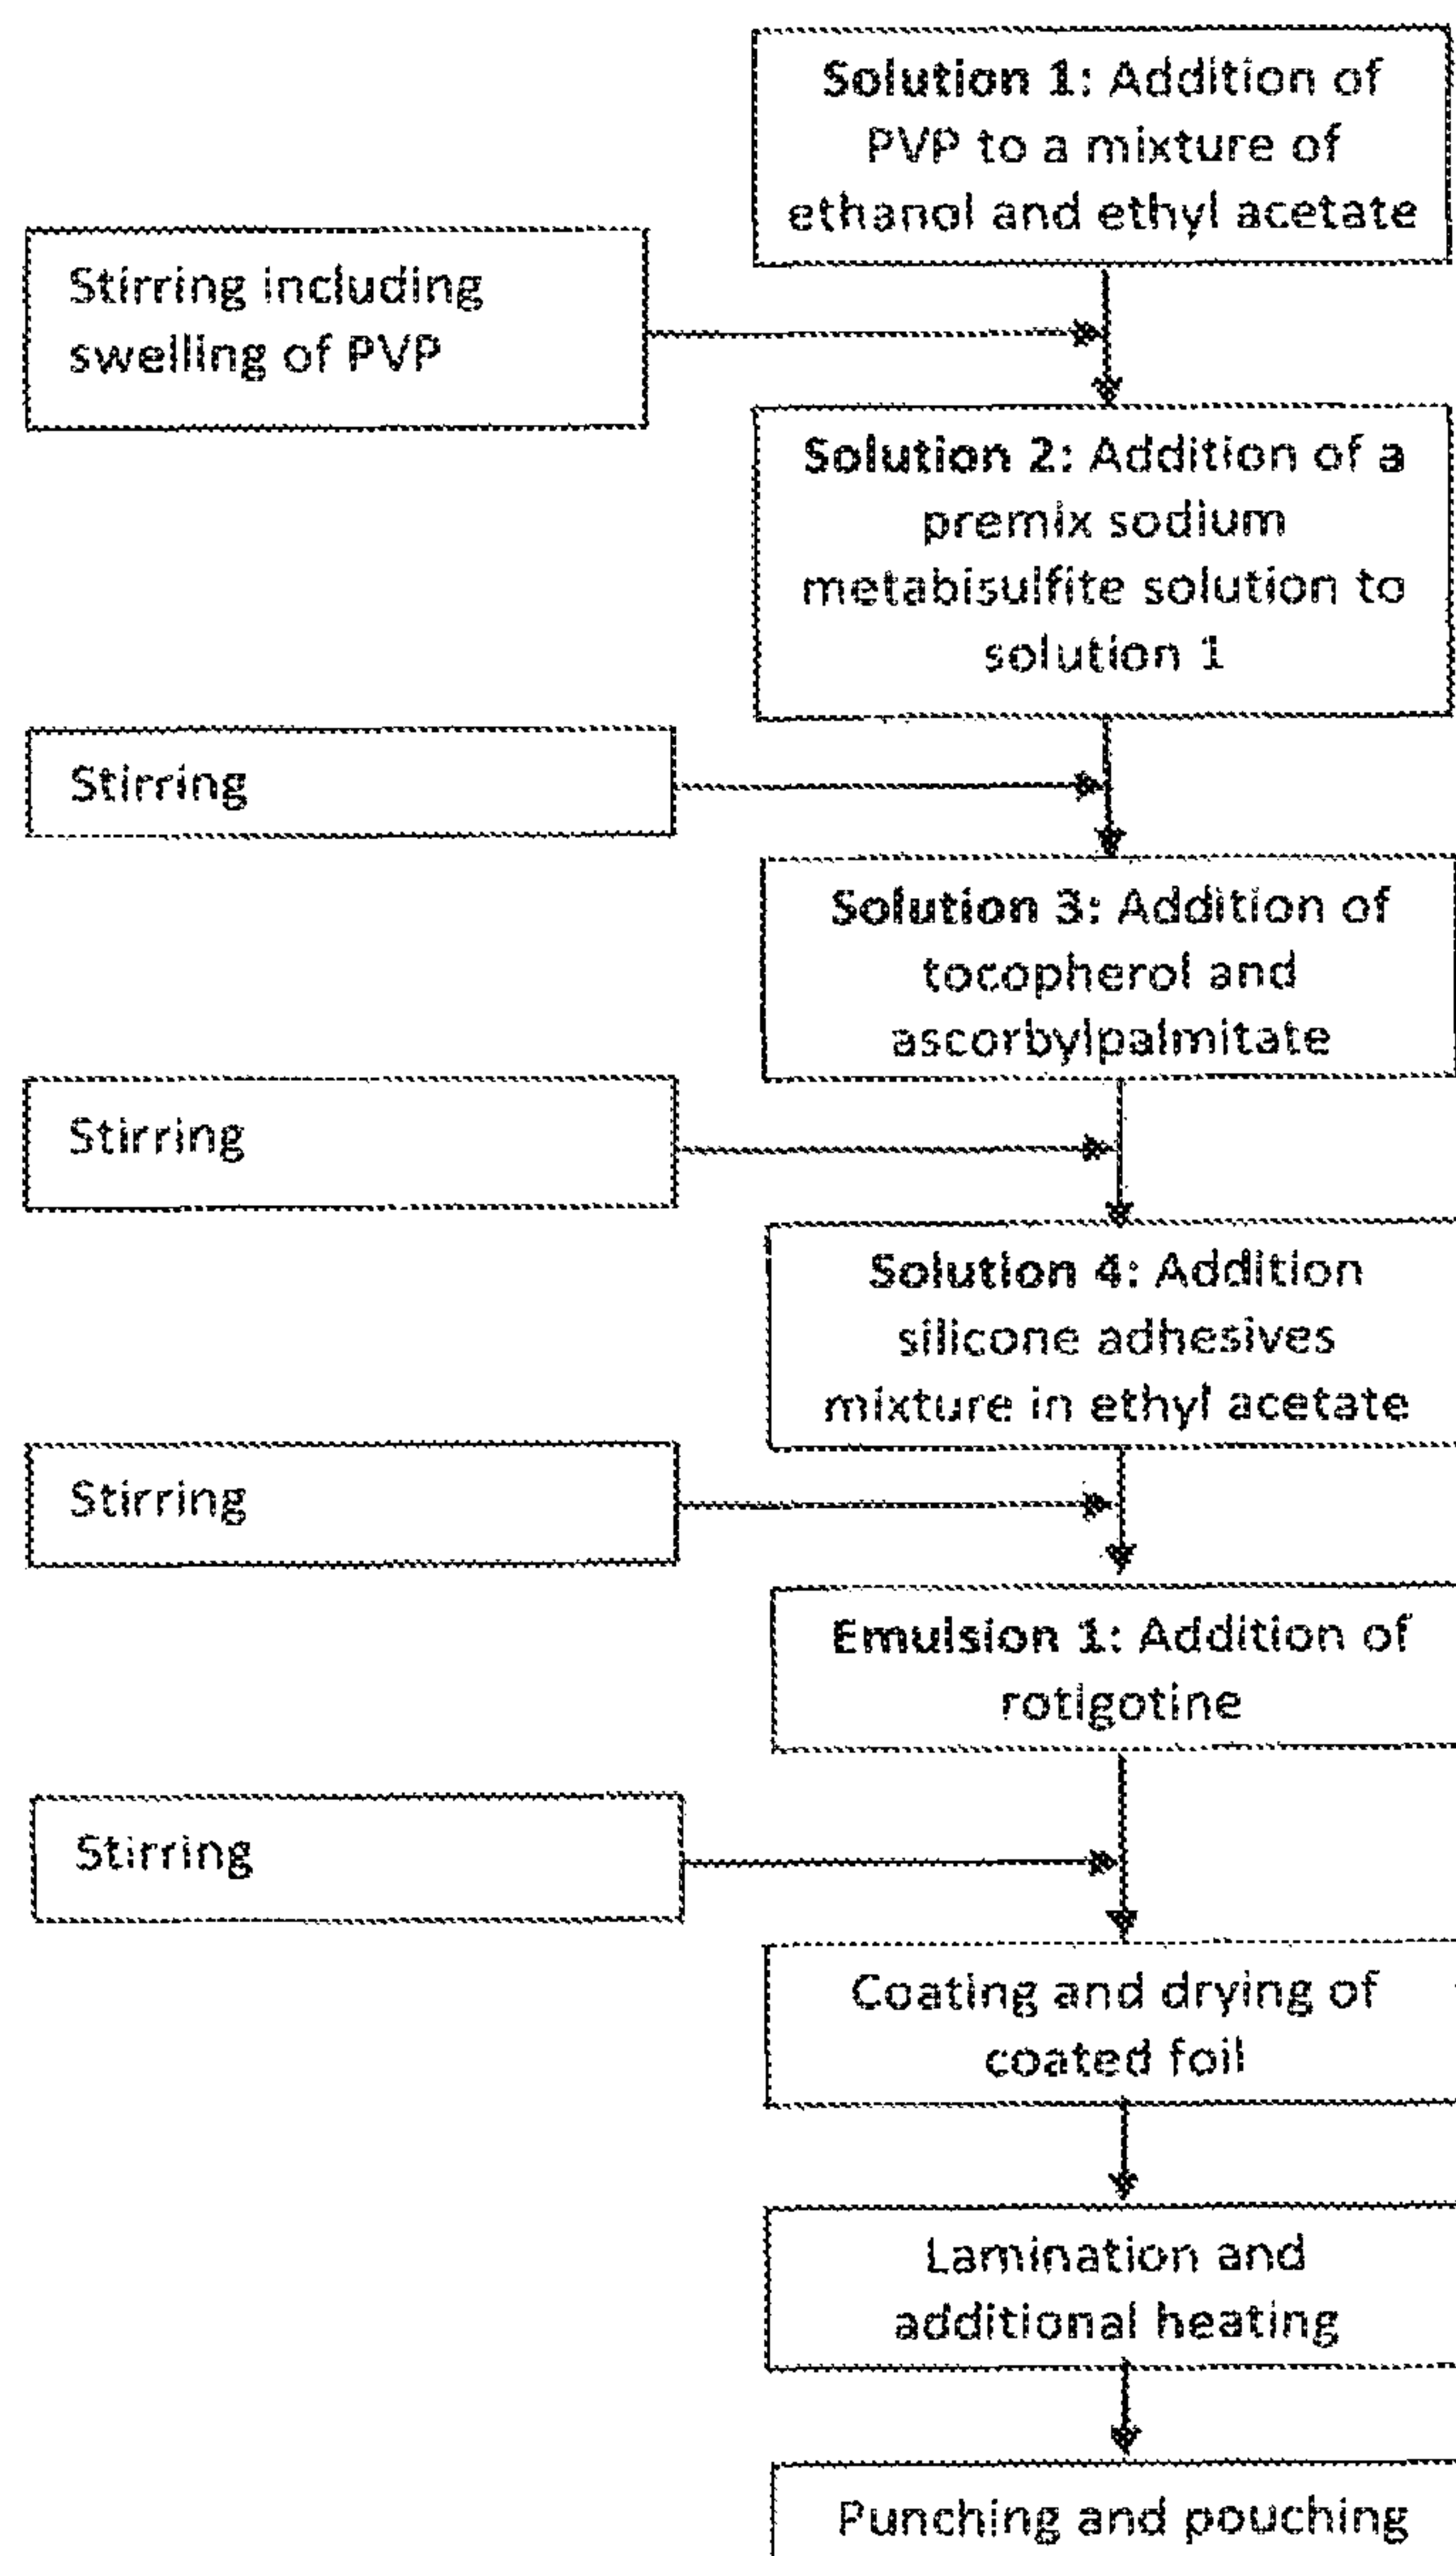 Solution 1: Addition of
PVP to a mixture of
ethanol and ethyl acetate
Stirring including
swelling of PVP
Solution 2: Addition of a
premix sodium
metabisulfite solution to
solution 1
Stirring
Solution 3: Addition of
tocopherol and
ascorbylpalmitate
Stirring
Solution 4: Addition
silicone adhesives
mixture in ethyl acetate
Stirring
Emulsion 1: Addition of
rotigotine
Stirring
Coating and drying of
coated foil
Lamination and
additional heating
Punching and pouching